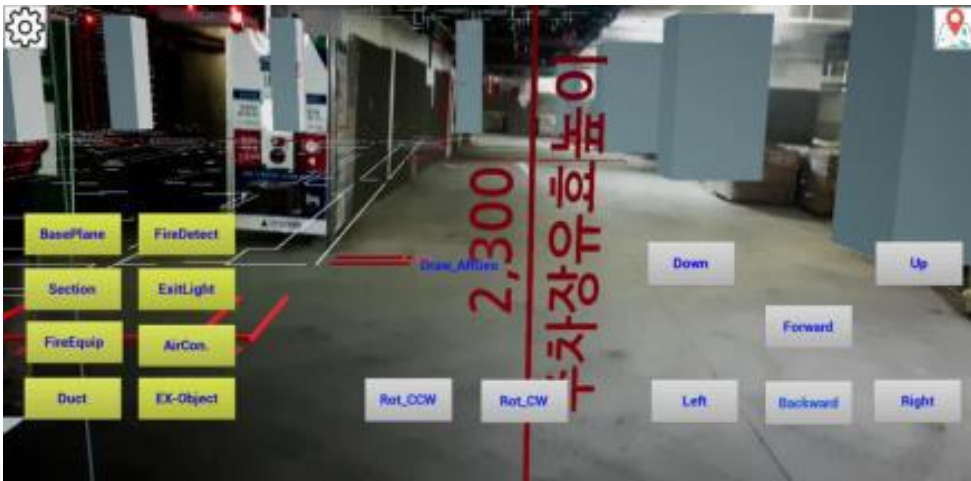 2,300
주차장유효높이
BasePlane
FireDetect
Draw_ARGeo
Down
Up
Section
ExitLight
Forward
FireEquip
AirCon.
Duct
EX-Object
Rot_CCW
Rot_CW
Left
Backward
Right